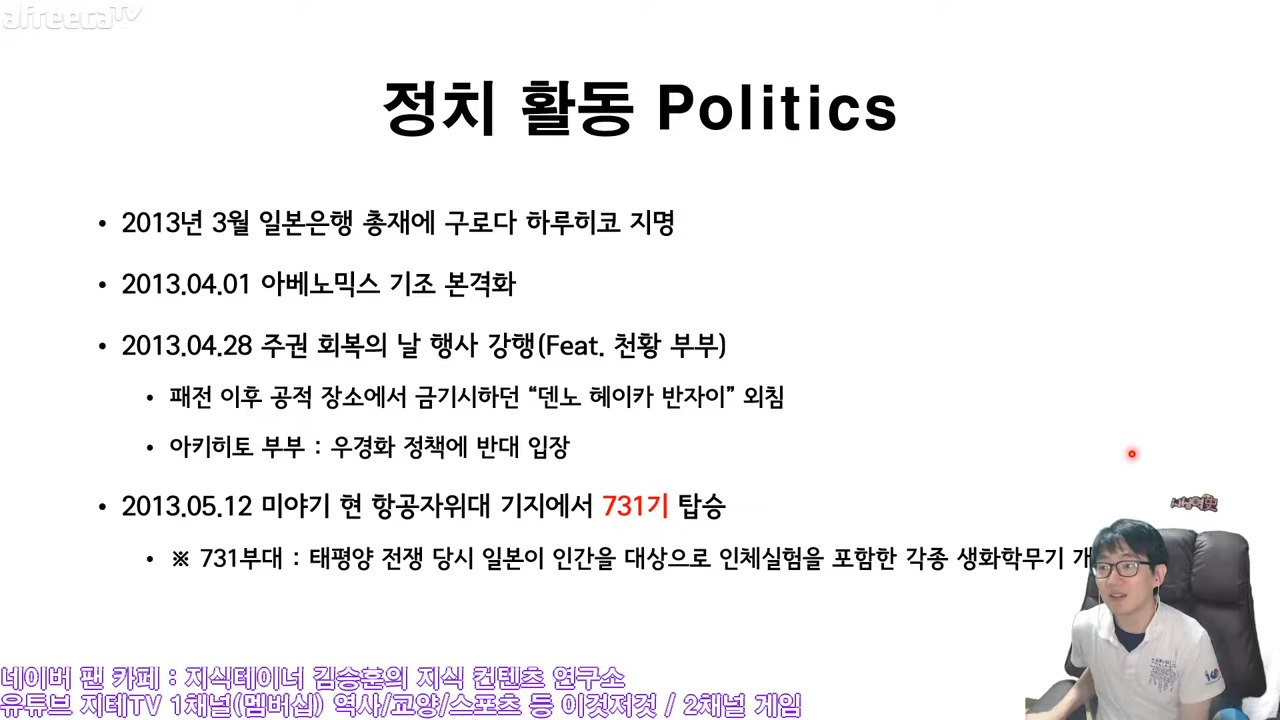 afreecaTV
정치 활동 Politics
• 2013년 3월 일본은행 총재에 구로다 하루히코 지명
• 2013.04.01 아베노믹스 기조 본격화
• 2013.04.28 주권 회복의 날 행사 강행(Feat. 천황 부부)
• 패전 이후 공적 장소에서 금기시하던 “덴노 헤이카 반자이” 외침
• 아키히토 부부 : 우경화 정책에 반대 입장
• 2013.05.12 미야기 현 항공자위대 기지에서 731기 탑승
• ※ 731부대 : 태평양 전쟁 당시 일본이 인간을 대상으로 인체실험을 포함한 각종 생화학무기 개
네이버 팬 카페 : 지식테이너 김승훈의 지식 컨텐츠 연구소
유튜브 지테TV 1채널(멤버십) 역사/교양/스포츠 등 이것저것 / 2채널 게임